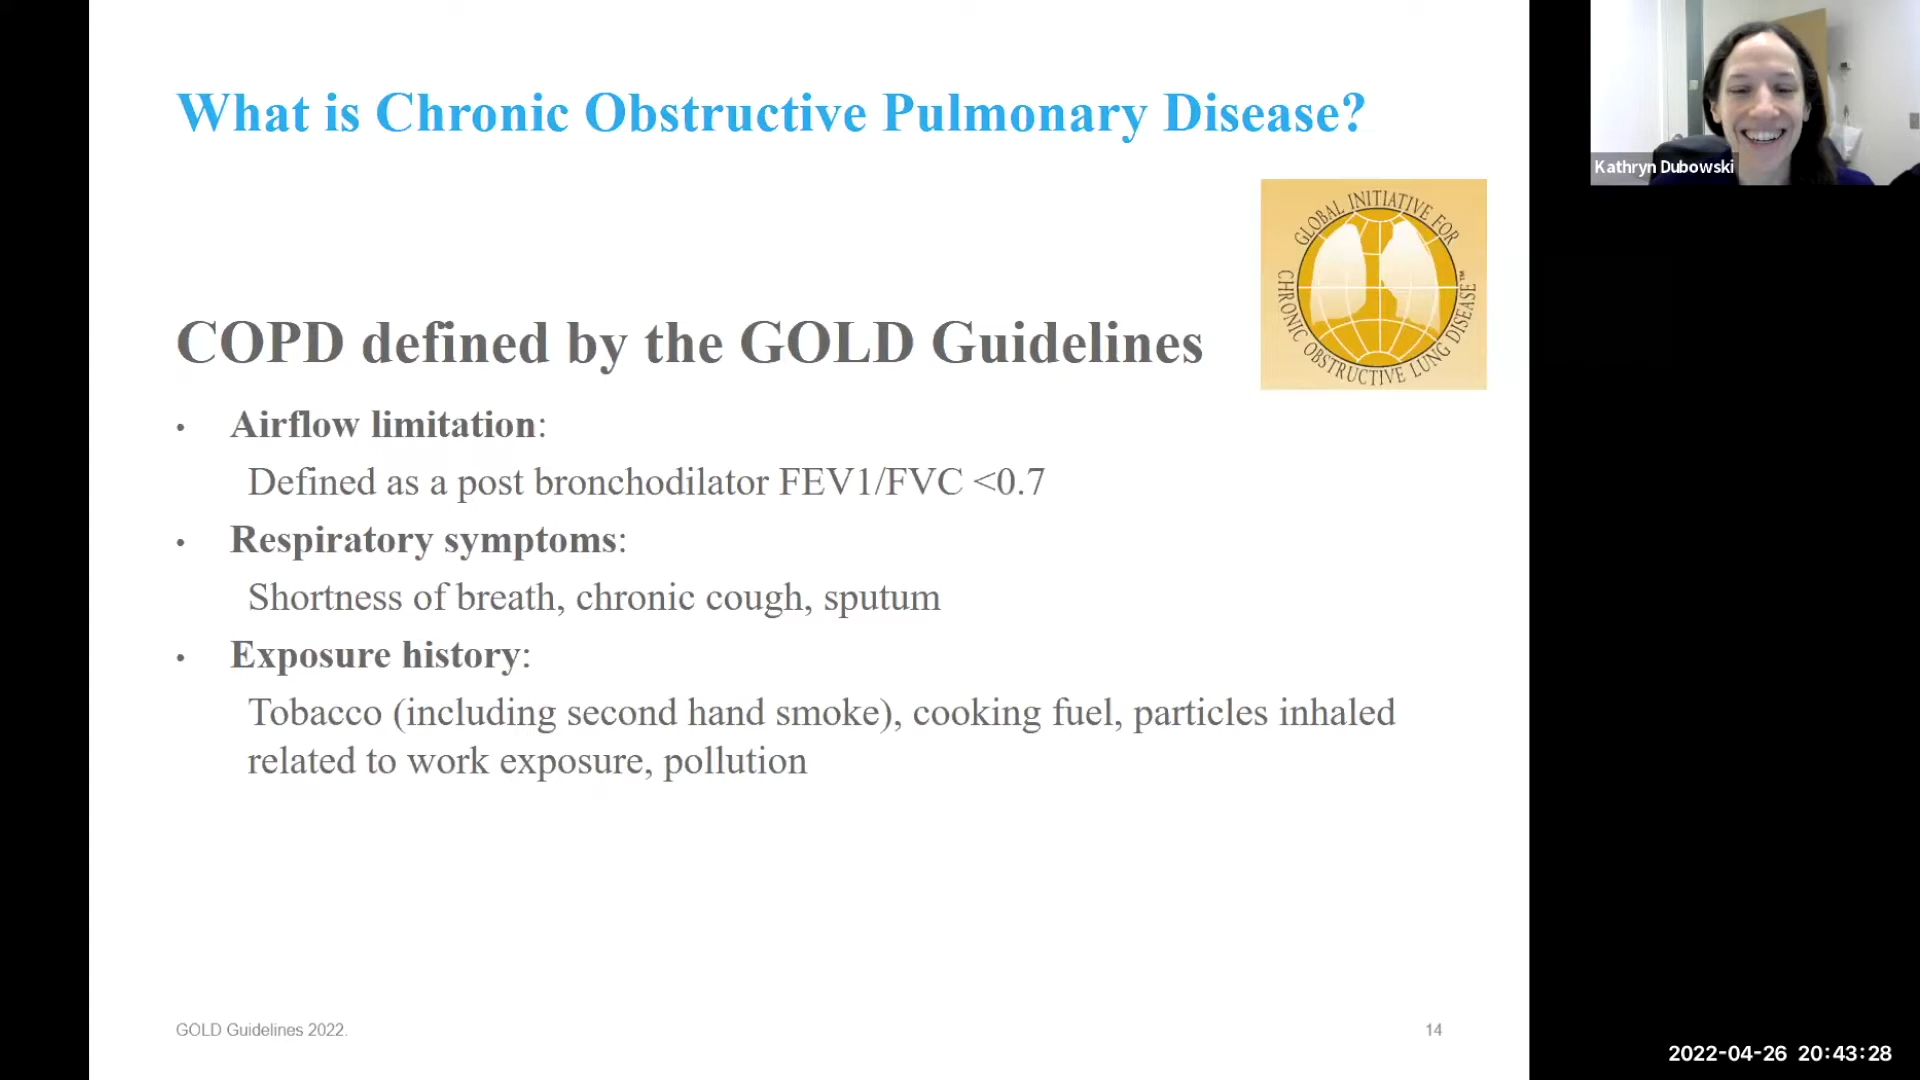 What is Chronic Obstructive Pulmonary Disease?
Kathryn Dubowski
GLOBAL INITIATIVE FOR
CHRONIC OBSTRUCTIVE LUNG DISEASE™
COPD defined by the GOLD Guidelines
• Airflow limitation:
Defined as a post bronchodilator FEV1/FVC <0.7
• Respiratory symptoms:
Shortness of breath, chronic cough, sputum
• Exposure history:
Tobacco (including second hand smoke), cooking fuel, particles inhaled
related to work exposure, pollution
GOLD Guidelines 2022.
14
2022-04-26 20:43:28